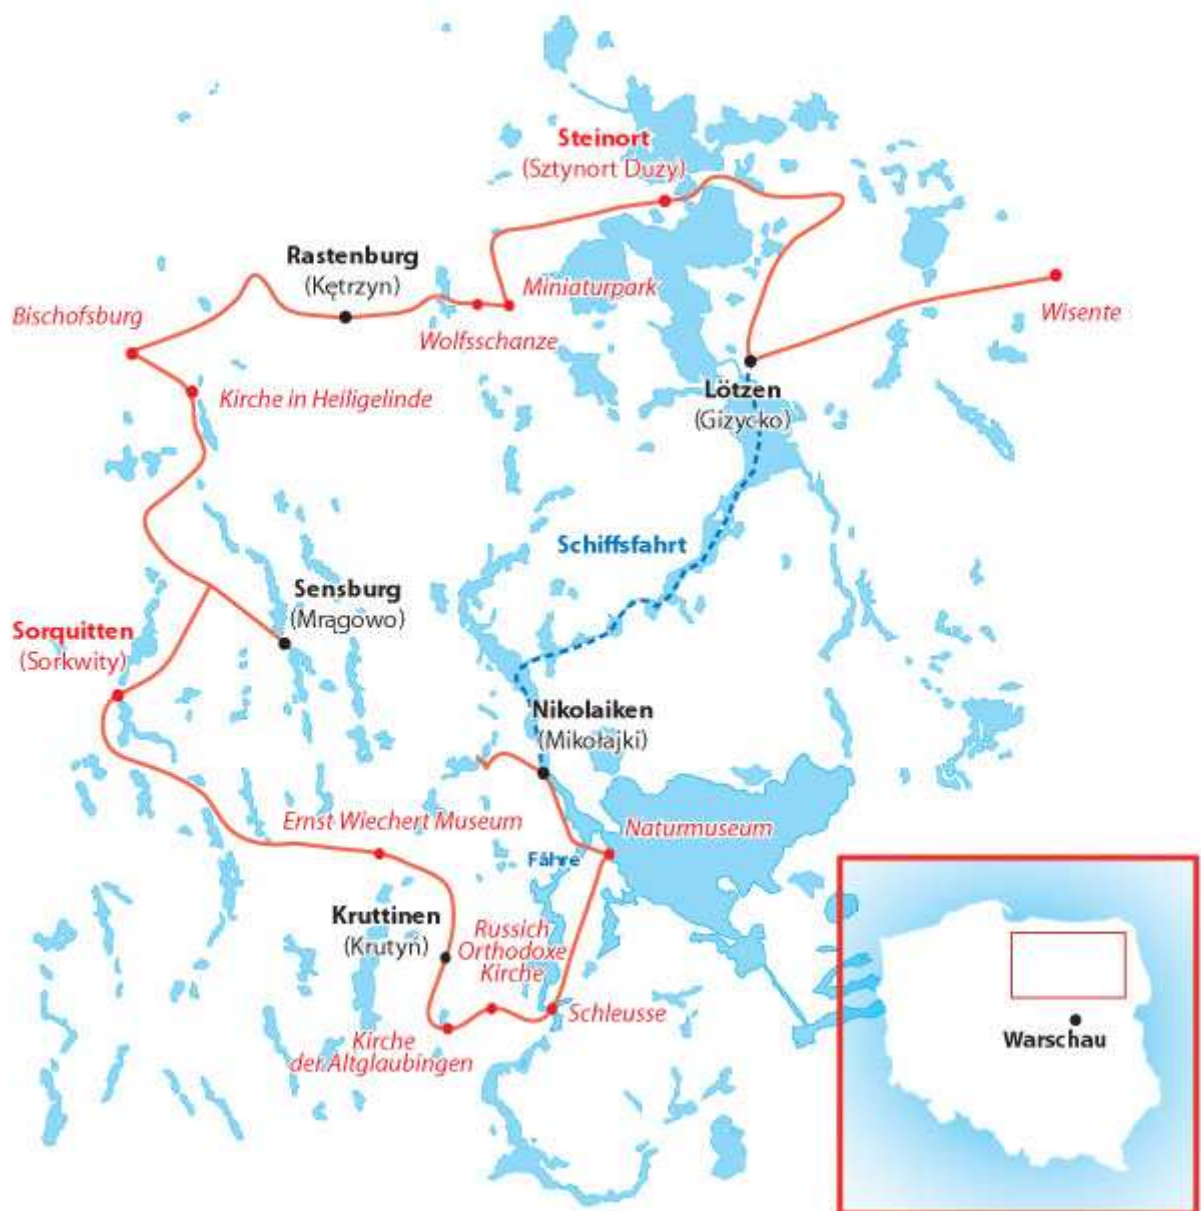 Steinort
(Sztynort Duzy)
Rastenburg
(Kętrzyn)
Miniaturpark
Bischofsburg
Wolfsschanze
Wisente
Kirche in Heiligelinde
Lötzen
(Gizycko)
Schiffsfahrt
Sensburg
(Mrągowo)
Sorquitten
(Sorkwity)
Nikolaiken
(Mikołajki)
Ernst Wiechert Museum
Naturmuseum
Fähre
Kruttinen
(Krutyń)
Russich
Orthodoxe
Kirche
Schleusse
Kirche
der Altglaubingen
Warschau